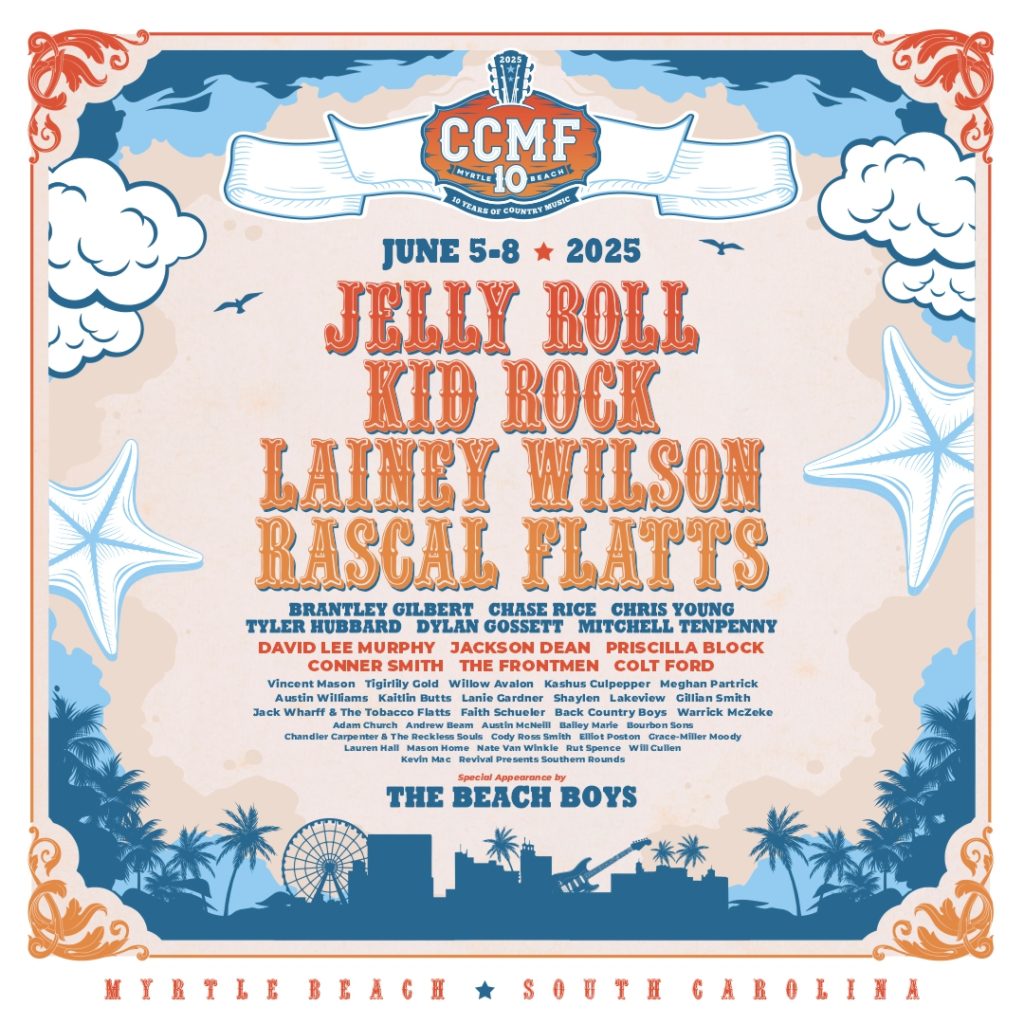 2025
CCMF
MYRTLE 10 BEACH
10 YEARS OF COUNTRY MUSIC
JUNE 5-8 ★ 2025
JELLY ROLL
KID ROCK
LAINEY WILSON
RASCAL FLATTS
BRANTLEY GILBERT CHASE RICE CHRIS YOUNG
TYLER HUBBARD DYLAN GOSSETT MITCHELL TENPENNY
DAVID LEE MURPHY JACKSON DEAN PRISCILLA BLOCK
CONNER SMITH THE FRONTMEN COLT FORD
Vincent Mason Tigirlily Gold Willow Avalon Kashus Culpepper Meghan Partrick
Austin Williams Kaitlin Butts Lanie Gardner Shaylen Lakeview Gillian Smith
Jack Wharff & The Tobacco Flatts Faith Schueler Back Country Boys Warrick McZeke
Adam Church Andrew Beam Austin McNeill Bailey Marie Bourbon Sons
Chandler Carpenter & The Reckless Souls Cody Ross Smith Elliot Poston Grace-Miller Moody
Lauren Hall Mason Home Nate Van Winkle Rut Spence Will Cullen
Kevin Mac Revival Presents Southern Rounds
Special Appearance by
THE BEACH BOYS
MYRTLE BEACH ★ SOUTH CAROLINA